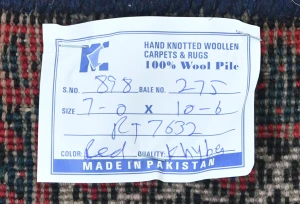 HAND KNOTTED WOOLLEN
CARPETS & RUGS
100% Wool Pile
S.NO. 898 BALE NO. 275
SIZE 7-0 X 10-6
RT 7632
COLOR: Red QUALITY: Khyber
MADE IN PAKISTAN